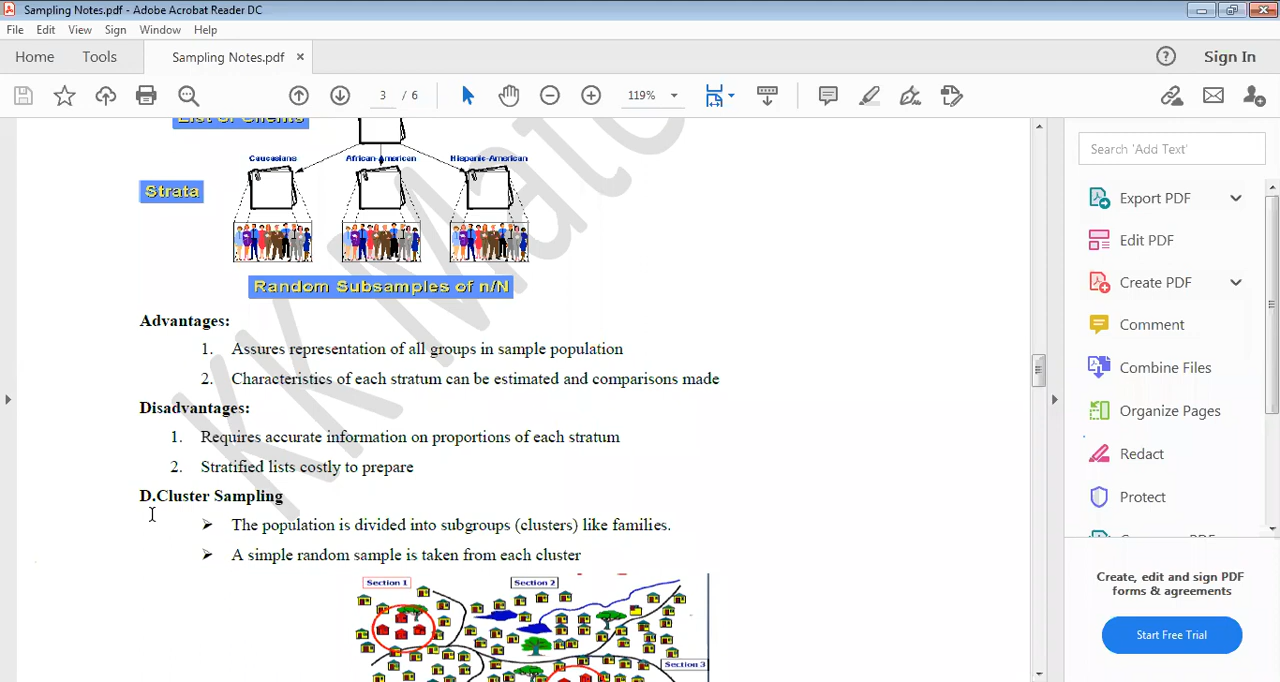 Sampling Notes.pdf - Adobe Acrobat Reader DC
File Edit View Sign Window Help
Home Tools Sampling Notes.pdf × Sign In
3 / 6 119%
List of Clients
Caucasians African-American Hispanic-American
Strata
Random Subsamples of n/N
Advantages:
1. Assures representation of all groups in sample population
2. Characteristics of each stratum can be estimated and comparisons made
Disadvantages:
1. Requires accurate information on proportions of each stratum
2. Stratified lists costly to prepare
D.Cluster Sampling
➢ The population is divided into subgroups (clusters) like families.
➢ A simple random sample is taken from each cluster
Section 1 Section 2
Section 3
KK Mate
Search 'Add Text'
Export PDF
Edit PDF
Create PDF
Comment
Combine Files
Organize Pages
Redact
Protect
Create, edit and sign PDF
forms & agreements
Start Free Trial